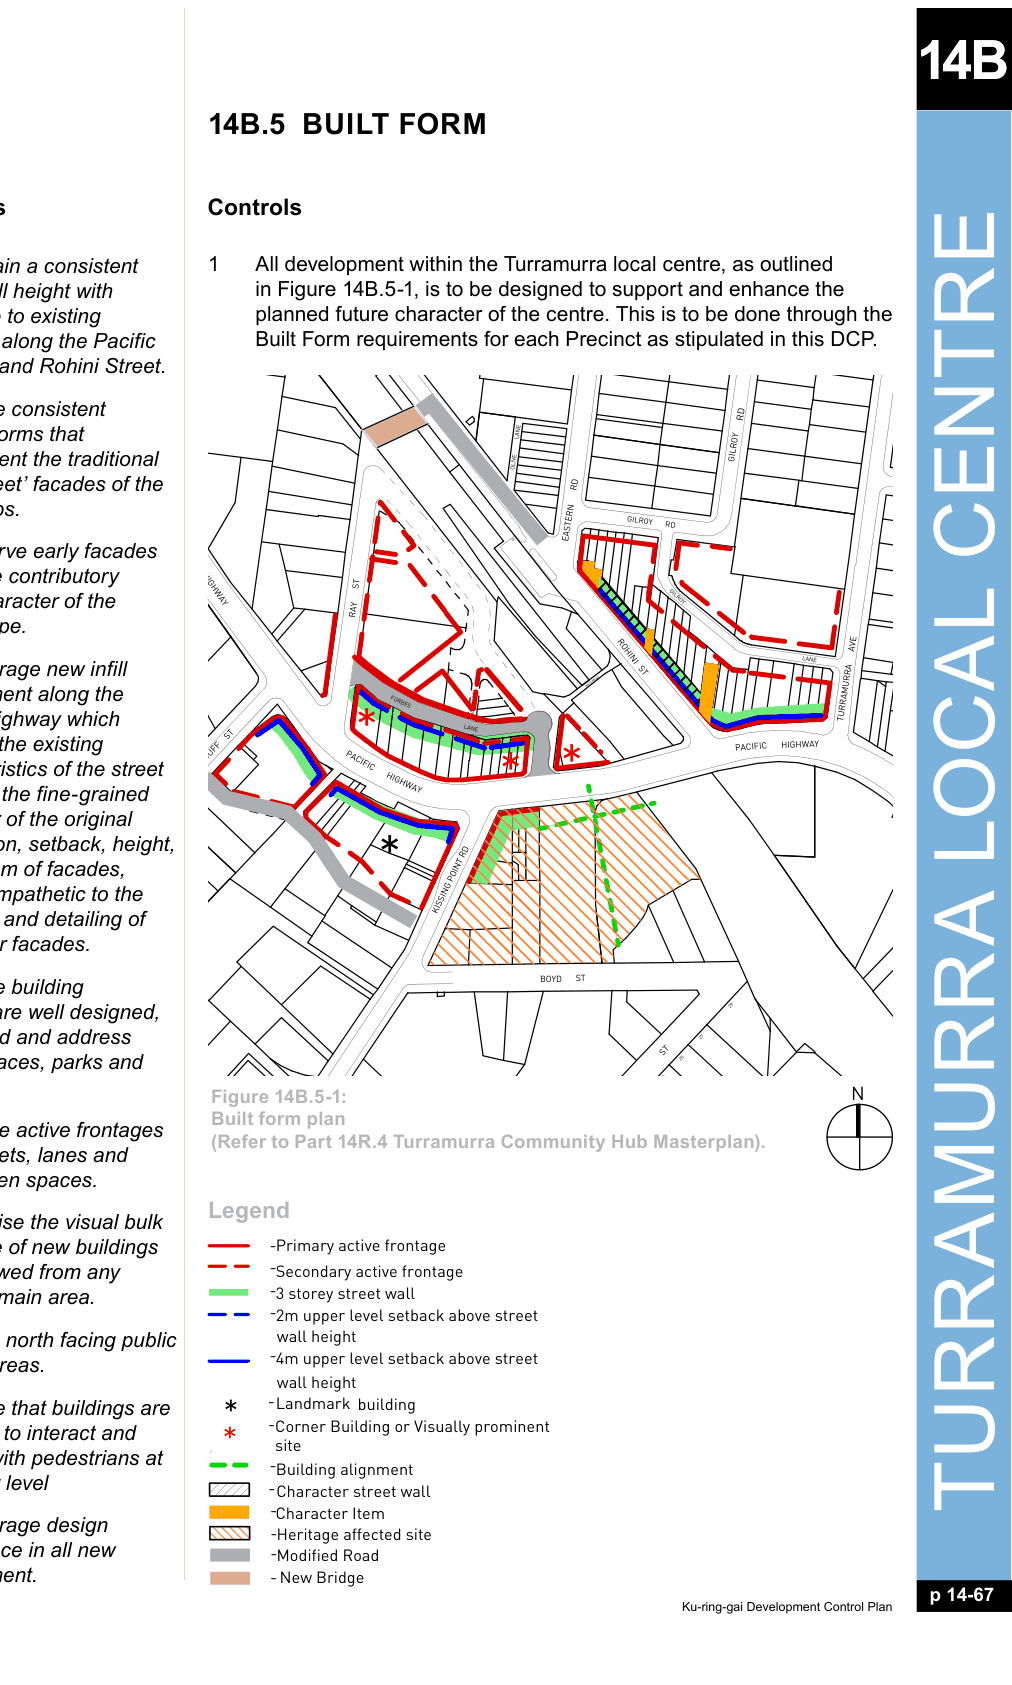 14B
14B.5 BUILT FORM
s
Controls
ain a consistent
ll height with
e to existing
along the Pacific
and Rohini Street.
e consistent
orms that
ent the traditional
eet’ facades of the
ps.
rve early facades
e contributory
aracter of the
pe.
rage new infill
ment along the
ighway which
the existing
ristics of the street
the fine-grained
r of the original
on, setback, height,
m of facades,
mpathetic to the
and detailing of
r facades.
e building
are well designed,
d and address
aces, parks and
e active frontages
ets, lanes and
en spaces.
ise the visual bulk
e of new buildings
wed from any
main area.
north facing public
reas.
e that buildings are
to interact and
vith pedestrians at
level
rage design
ce in all new
ment.
1 All development within the Turramurra local centre, as outlined
in Figure 14B.5-1, is to be designed to support and enhance the
planned future character of the centre. This is to be done through the
Built Form requirements for each Precinct as stipulated in this DCP.
OLIVE LANE
EASTERN RD
GILROY RD
GILROY RD
GILROY LANE
HIGHWAY
RAY ST
ROHINI ST
TURRAMURRA AVE
FORBES LANE
UFF ST
PACIFIC HIGHWAY
PACIFIC HIGHWAY
KISSING POINT RD
BOYD ST
ST
Figure 14B.5-1:
Built form plan
(Refer to Part 14R.4 Turramurra Community Hub Masterplan).
N
Legend
-Primary active frontage
-Secondary active frontage
-3 storey street wall
-2m upper level setback above street
wall height
-4m upper level setback above street
wall height
-Landmark building
-Corner Building or Visually prominent
site
-Building alignment
-Character street wall
-Character Item
-Heritage affected site
-Modified Road
- New Bridge
Ku-ring-gai Development Control Plan
TURRAMURRA LOCAL CENTRE
p 14-67